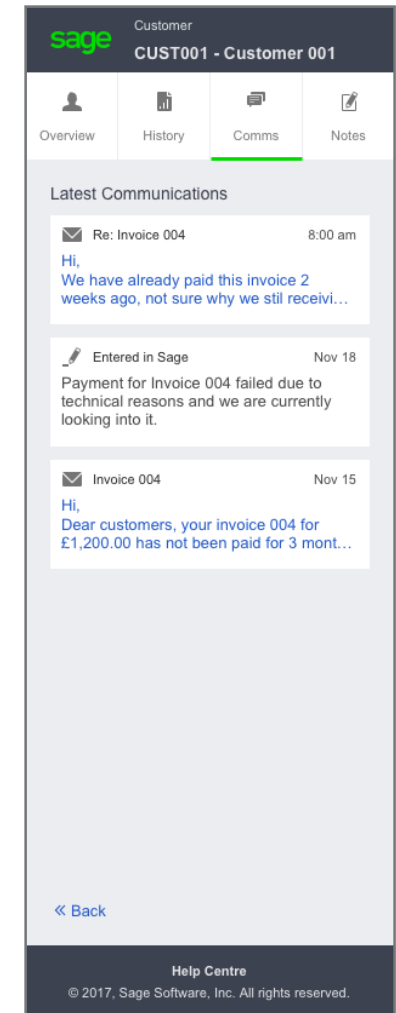 sage
Customer
CUST001 - Customer 001
Overview
History
Comms
Notes
Latest Communications
Re: Invoice 004 8:00 am
Hi,
We have already paid this invoice 2
weeks ago, not sure why we stil receivi…
Entered in Sage Nov 18
Payment for Invoice 004 failed due to
technical reasons and we are currently
looking into it.
Invoice 004 Nov 15
Hi,
Dear customers, your invoice 004 for
£1,200.00 has not been paid for 3 mont…
« Back
Help Centre
© 2017, Sage Software, Inc. All rights reserved.